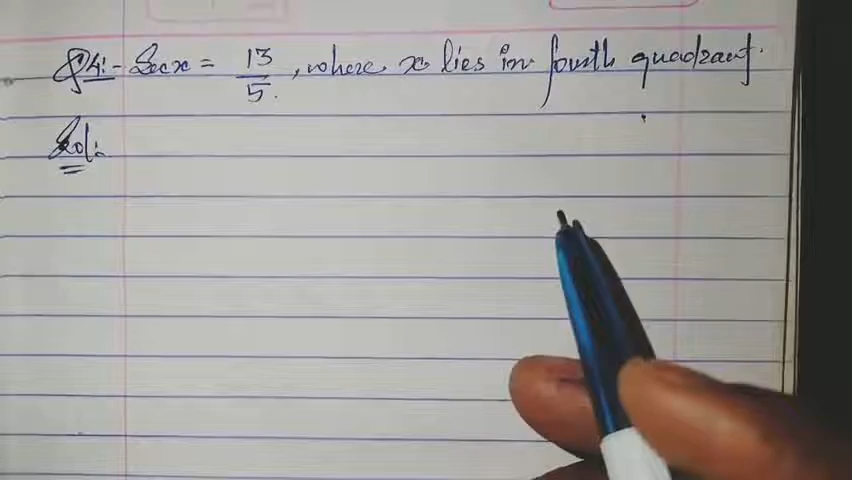 Q4:- Secx = 13/5, where x lies in fourth quadrant.
Sol: